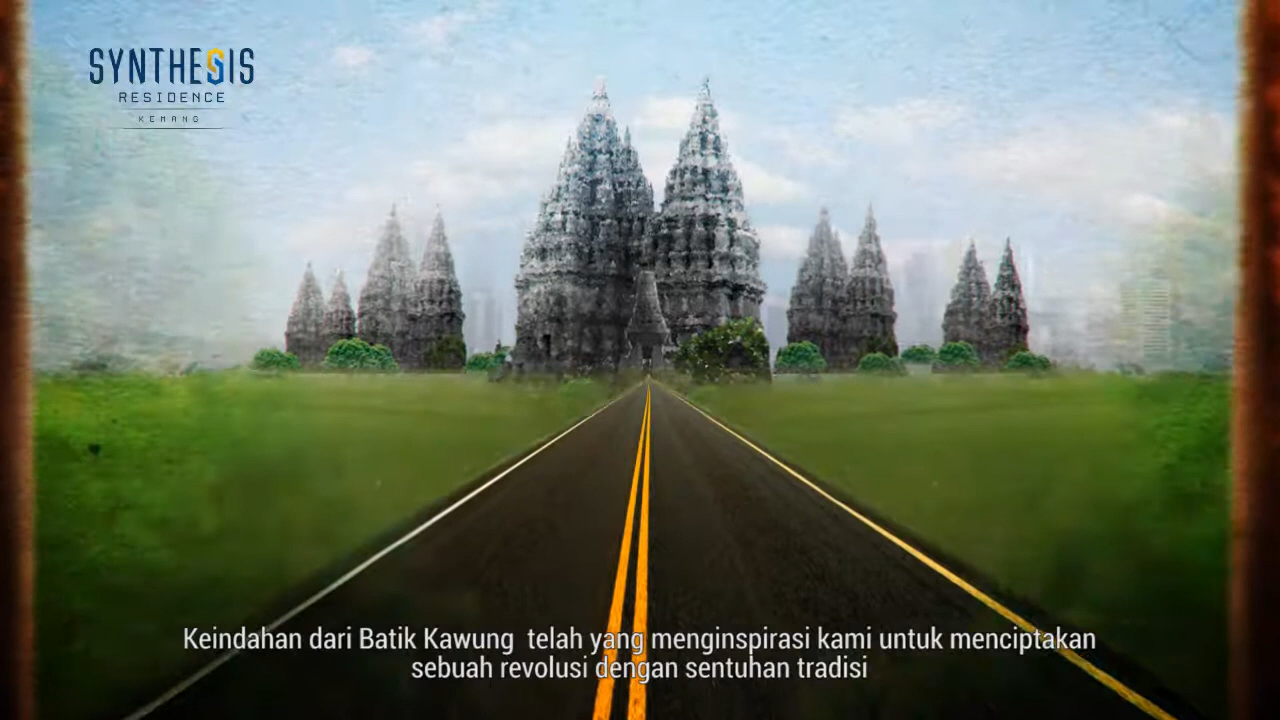 SYNTHESIS
RESIDENCE
KEMANG
Keindahan dari Batik Kawung telah yang menginspirasi kami untuk menciptakan
sebuah revolusi dengan sentuhan tradisi